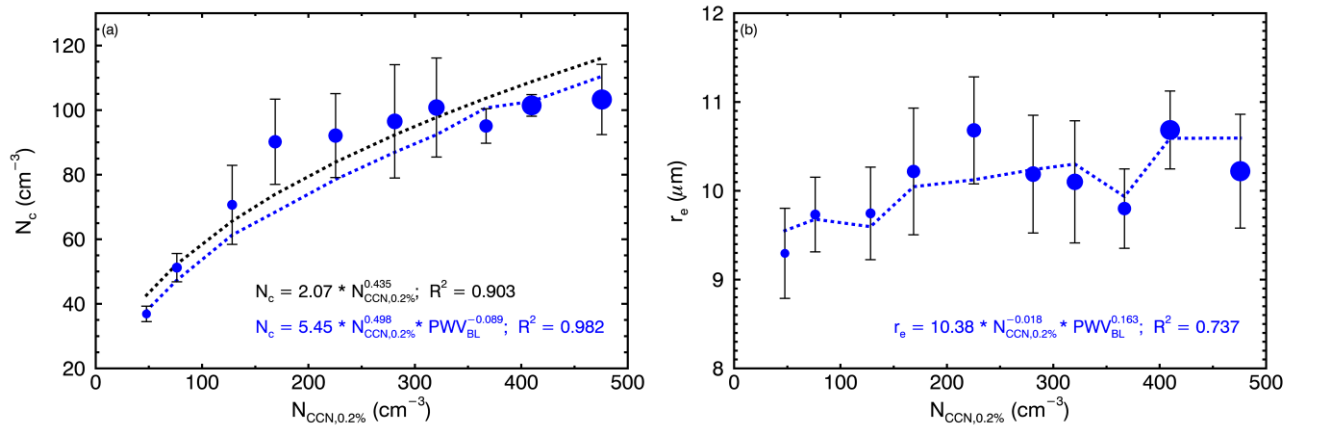 (a)
120
100
80
60
40
20
0
100
200
300
400
500
N_c (cm^-3)
N_CCN,0.2% (cm^-3)
N_c = 2.07 * N_CCN,0.2%^0.435; R^2 = 0.903
N_c = 5.45 * N_CCN,0.2%^0.498 * PWV_BL^-0.089; R^2 = 0.982
(b)
12
11
10
9
8
0
100
200
300
400
500
r_e (μm)
N_CCN,0.2% (cm^-3)
r_e = 10.38 * N_CCN,0.2%^-0.018 * PWV_BL^0.163; R^2 = 0.737